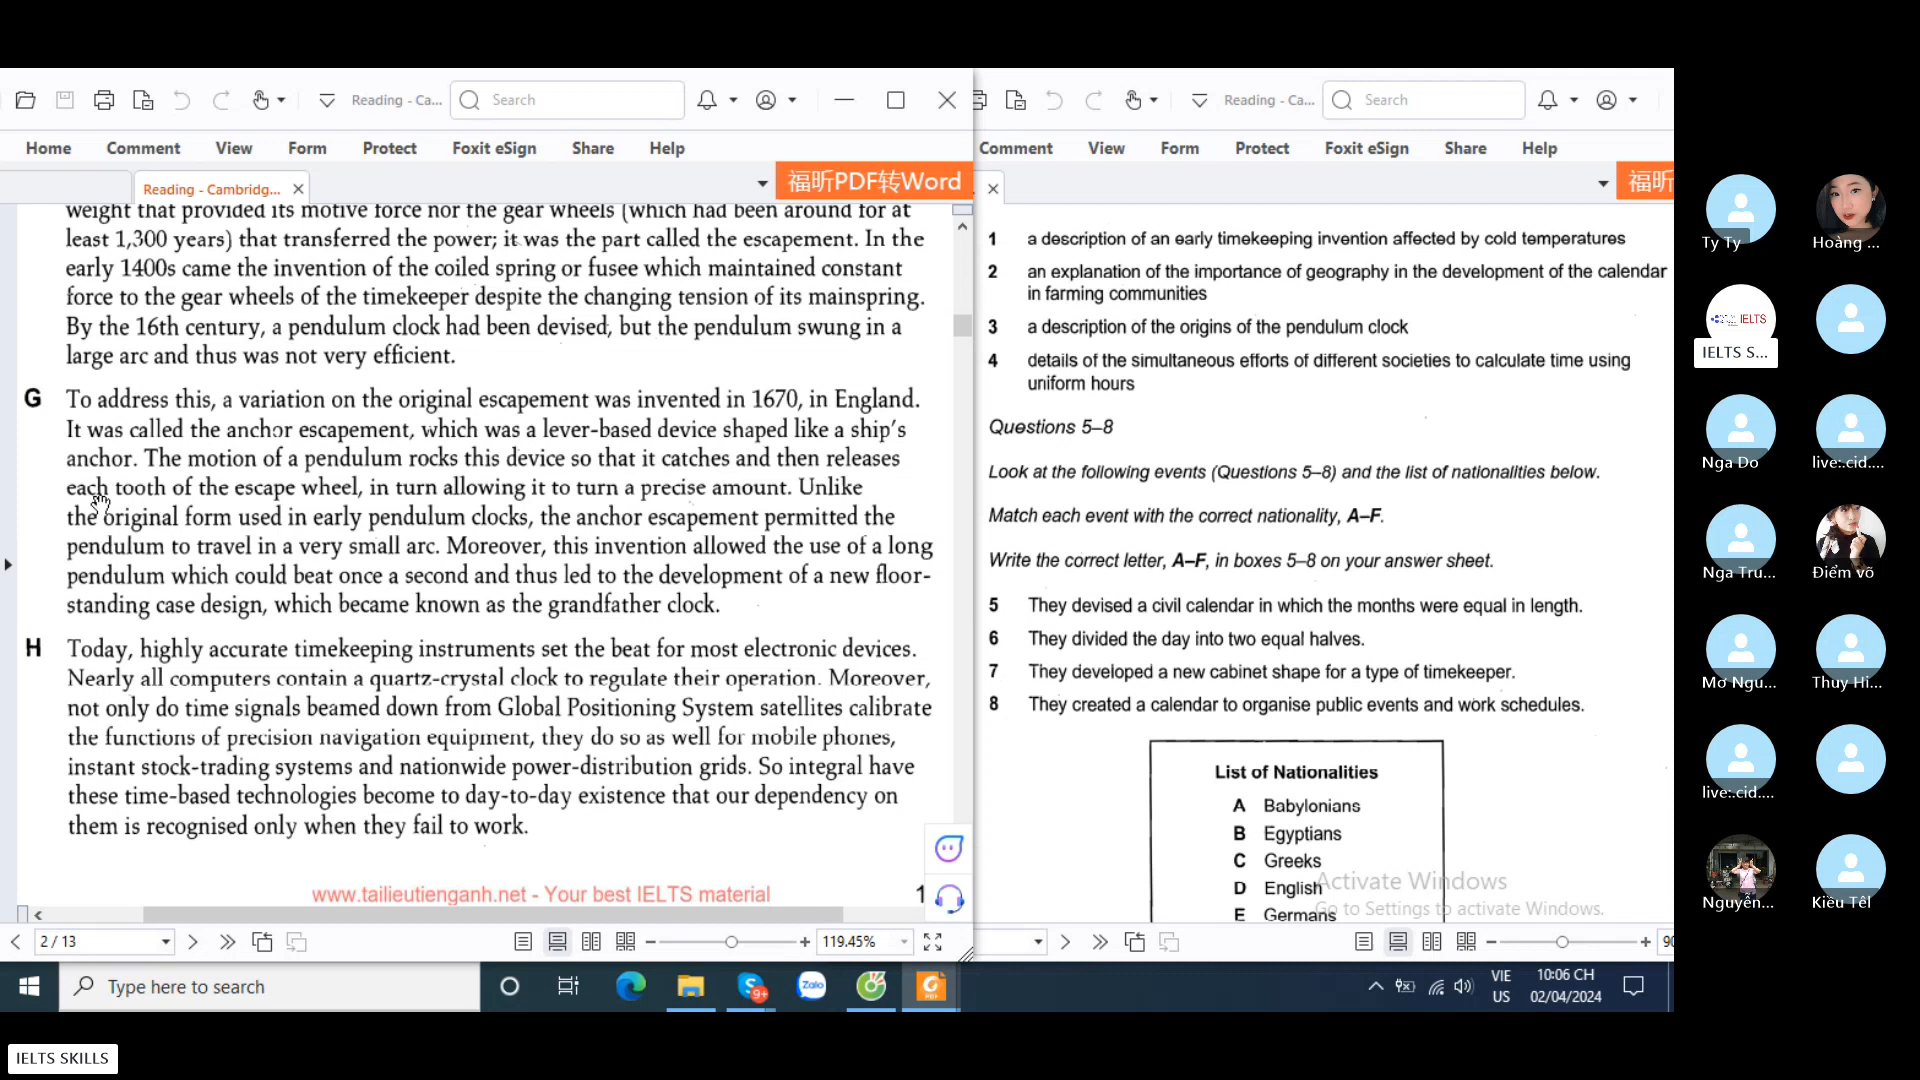 Reading - Ca...
Search
Reading - Ca...
Search
Home Comment View Form Protect Foxit eSign Share Help
Comment View Form Protect Foxit eSign Share Help
Reading - Cambridg...
福昕PDF转Word
福昕
weight that provided its motive force nor the gear wheels (which had been around for at
least 1,300 years) that transferred the power; it was the part called the escapement. In the
early 1400s came the invention of the coiled spring or fusee which maintained constant
force to the gear wheels of the timekeeper despite the changing tension of its mainspring.
By the 16th century, a pendulum clock had been devised, but the pendulum swung in a
large arc and thus was not very efficient.
G To address this, a variation on the original escapement was invented in 1670, in England.
It was called the anchor escapement, which was a lever-based device shaped like a ship's
anchor. The motion of a pendulum rocks this device so that it catches and then releases
each tooth of the escape wheel, in turn allowing it to turn a precise amount. Unlike
the original form used in early pendulum clocks, the anchor escapement permitted the
pendulum to travel in a very small arc. Moreover, this invention allowed the use of a long
pendulum which could beat once a second and thus led to the development of a new floor-
standing case design, which became known as the grandfather clock.
H Today, highly accurate timekeeping instruments set the beat for most electronic devices.
Nearly all computers contain a quartz-crystal clock to regulate their operation. Moreover,
not only do time signals beamed down from Global Positioning System satellites calibrate
the functions of precision navigation equipment, they do so as well for mobile phones,
instant stock-trading systems and nationwide power-distribution grids. So integral have
these time-based technologies become to day-to-day existence that our dependency on
them is recognised only when they fail to work.
www.tailieutienganh.net - Your best IELTS material
1
1 a description of an early timekeeping invention affected by cold temperatures
2 an explanation of the importance of geography in the development of the calendar
in farming communities
3 a description of the origins of the pendulum clock
4 details of the simultaneous efforts of different societies to calculate time using
uniform hours
Questions 5–8
Look at the following events (Questions 5–8) and the list of nationalities below.
Match each event with the correct nationality, A–F.
Write the correct letter, A–F, in boxes 5–8 on your answer sheet.
5 They devised a civil calendar in which the months were equal in length.
6 They divided the day into two equal halves.
7 They developed a new cabinet shape for a type of timekeeper.
8 They created a calendar to organise public events and work schedules.
List of Nationalities
A Babylonians
B Egyptians
C Greeks
D English
E Germans
Activate Windows
Go to Settings to activate Windows.
2 / 13
119.45%
90
Type here to search
9+
Zalo
PDF
VIE
US
10:06 CH
02/04/2024
Ty Ty
Hoàng ...
IELTS
IELTS S...
Nga Do
live:.cid....
Nga Tru...
Điểm võ
Mơ Ngu...
Thuy Hi...
live:.cid....
Nguyễn...
Kiều Têl
IELTS SKILLS